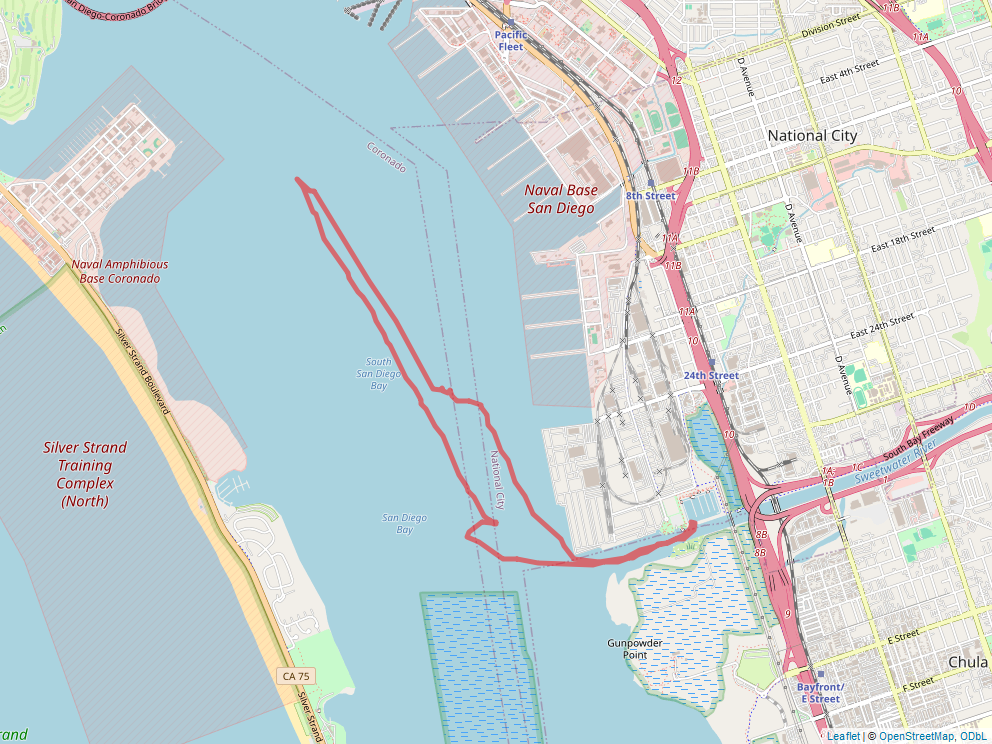 San Diego-Coronado Bri
Pacific
Fleet
11B
11A
Division Street
12
D Avenue
East 4th Street
10
National City
Coronado
11B
Naval Base
San Diego
8th Street
D Avenue
11A
East 18th Street
11B
Naval Amphibious
Base Coronado
11A
10
East 24th Street
Silver Strand Boulevard
South
San Diego
Bay
24th Street
D Avenue
1D
South Bay Freeway
10
Silver Strand
Training
Complex
(North)
National City
1A
1B
1C
1
Sweetwater River
San Diego
Bay
8B
8B
9
Gunpowder
Point
E Street
Chula
CA 75
F Street
Bayfront/
E Street
Silver Strand
rand
Leaflet | © OpenStreetMap, ODbL